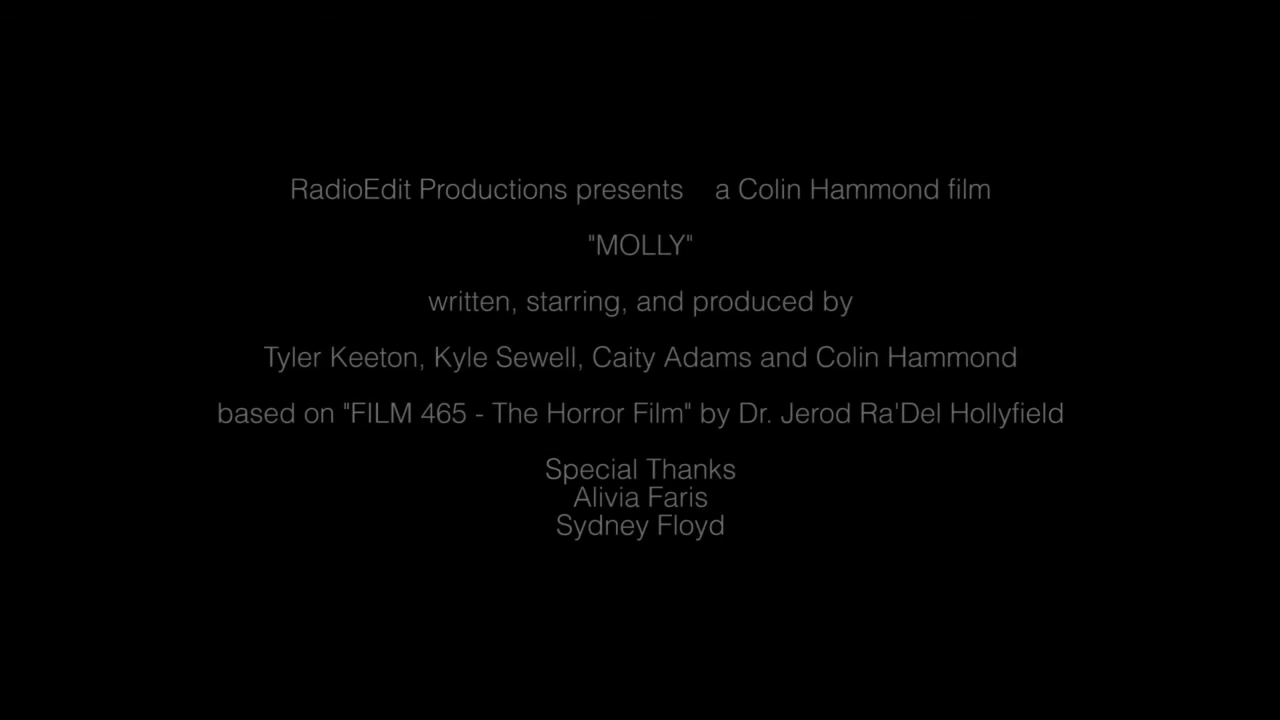 RadioEdit Productions presents    a Colin Hammond film
"MOLLY"
written, starring, and produced by
Tyler Keeton, Kyle Sewell, Caity Adams and Colin Hammond
based on "FILM 465 - The Horror Film" by Dr. Jerod Ra'Del Hollyfield
Special Thanks
Alivia Faris
Sydney Floyd